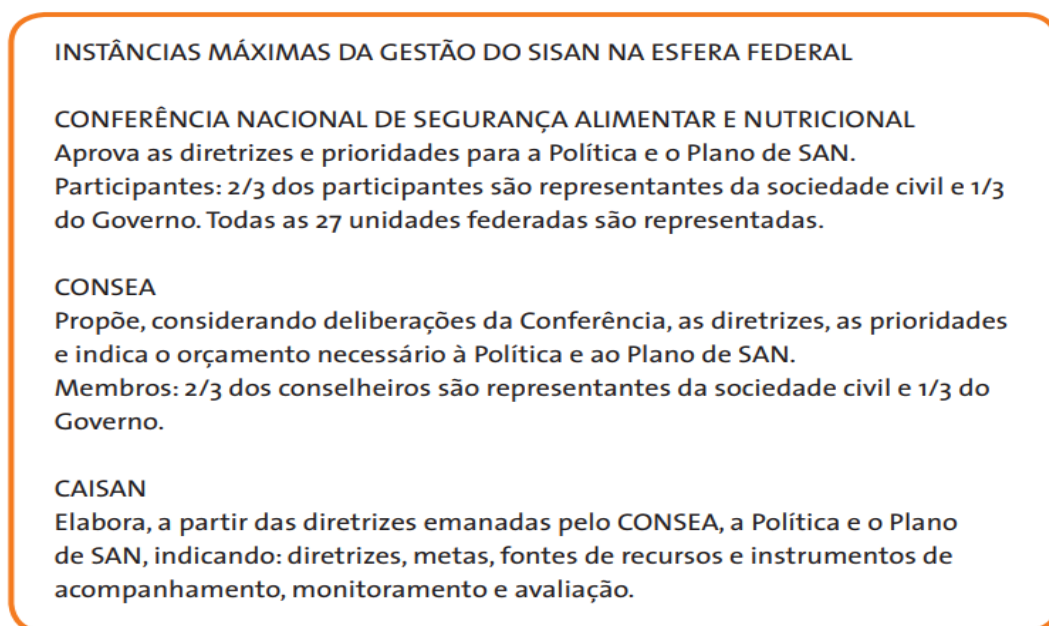 INSTÂNCIAS MÁXIMAS DA GESTÃO DO SISAN NA ESFERA FEDERAL
CONFERÊNCIA NACIONAL DE SEGURANÇA ALIMENTAR E NUTRICIONAL
Aprova as diretrizes e prioridades para a Política e o Plano de SAN.
Participantes: 2/3 dos participantes são representantes da sociedade civil e 1/3
do Governo. Todas as 27 unidades federadas são representadas.
CONSEA
Propõe, considerando deliberações da Conferência, as diretrizes, as prioridades
e indica o orçamento necessário à Política e ao Plano de SAN.
Membros: 2/3 dos conselheiros são representantes da sociedade civil e 1/3 do
Governo.
CAISAN
Elabora, a partir das diretrizes emanadas pelo CONSEA, a Política e o Plano
de SAN, indicando: diretrizes, metas, fontes de recursos e instrumentos de
acompanhamento, monitoramento e avaliação.